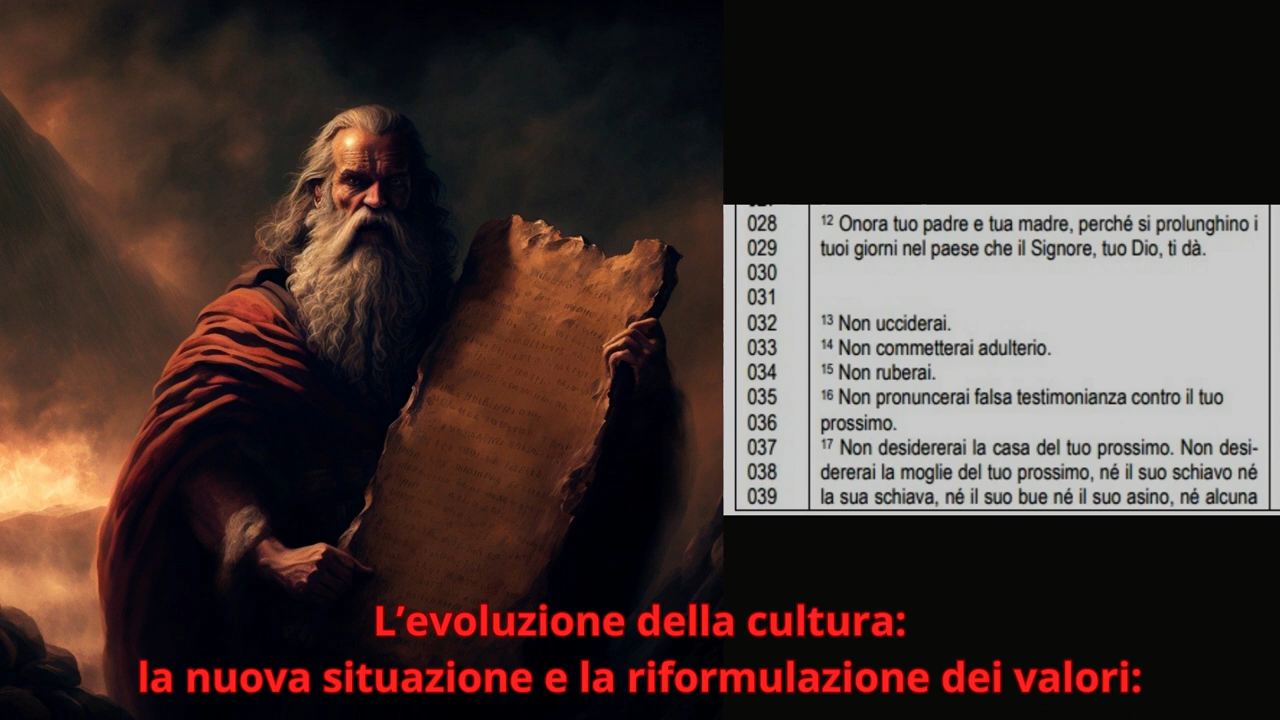 028 ¹² Onora tuo padre e tua madre, perché si prolunghino i
029 tuoi giorni nel paese che il Signore, tuo Dio, ti dà.
030
031
032 ¹³ Non ucciderai.
033 ¹⁴ Non commetterai adulterio.
034 ¹⁵ Non ruberai.
035 ¹⁶ Non pronuncerai falsa testimonianza contro il tuo
036 prossimo.
037 ¹⁷ Non desidererai la casa del tuo prossimo. Non desi-
038 dererai la moglie del tuo prossimo, né il suo schiavo né
039 la sua schiava, né il suo bue né il suo asino, né alcuna
L’evoluzione della cultura:
la nuova situazione e la riformulazione dei valori: